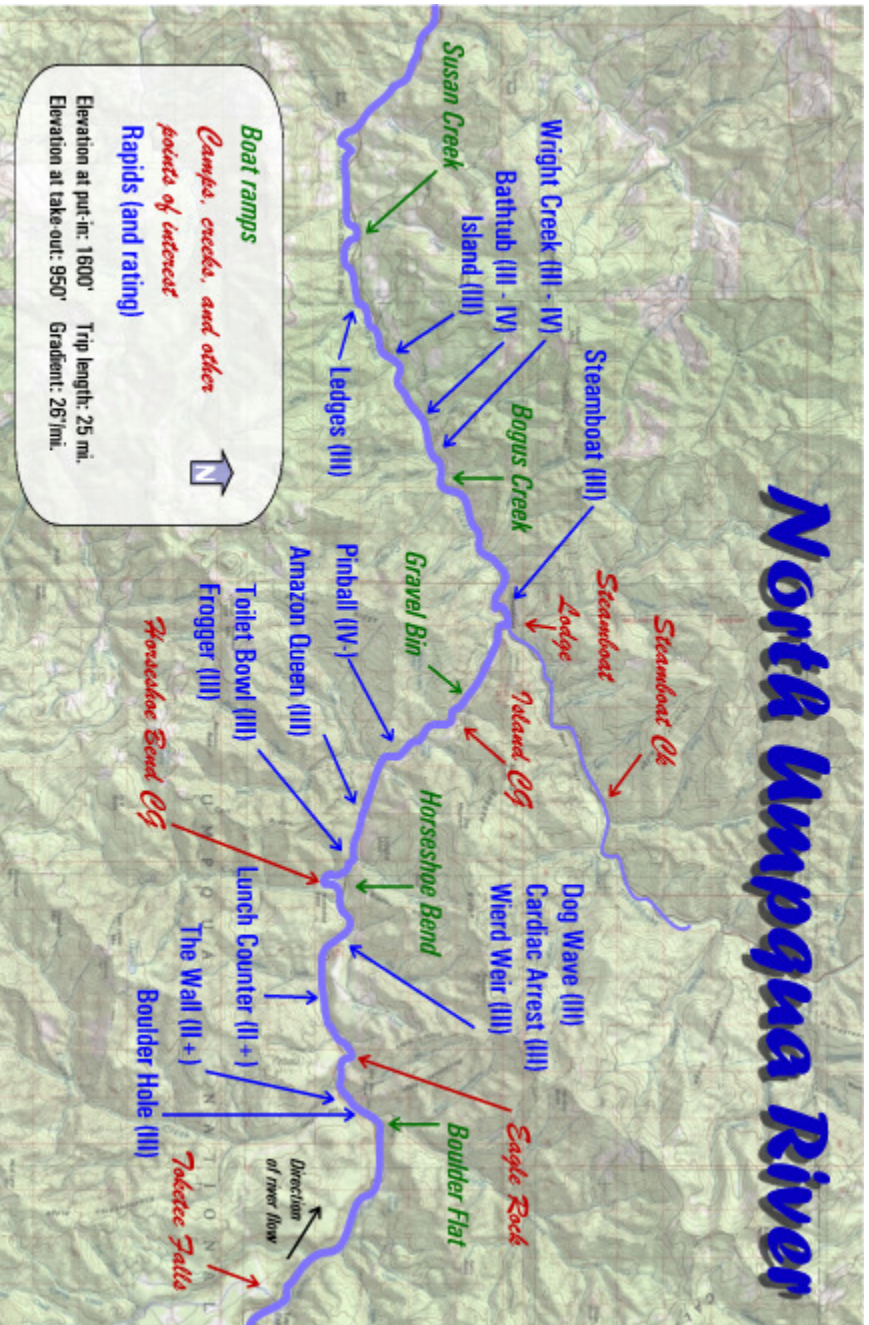 North Umpqua River
Steamboat Ck
Steamboat
Lodge
Steamboat (III)
Wright Creek (III - IV)
Bathtub (III - IV)
Island (III)
Susan Creek
Bogus Creek
Island CG
Dog Wave (III)
Cardiac Arrest (III)
Wierd Weir (III)
Eagle Rock
Boulder Flat
Horseshoe Bend
Gravel Bin
Ledges (III)
Pinball (IV-)
Amazon Queen (III)
Toilet Bowl (III)
Frogger (III)
Horseshoe Bend CG
Lunch Counter (II+)
The Wall (II+)
Boulder Hole (III)
Direction
of river flow
Toketee Falls
UMPQUA NATIONAL
Boat ramps
Camps, creeks, and other
points of interest
Rapids (and rating)
N
Elevation at put-in: 1600' Trip length: 25 mi.
Elevation at take-out: 950' Gradient: 26'/mi.